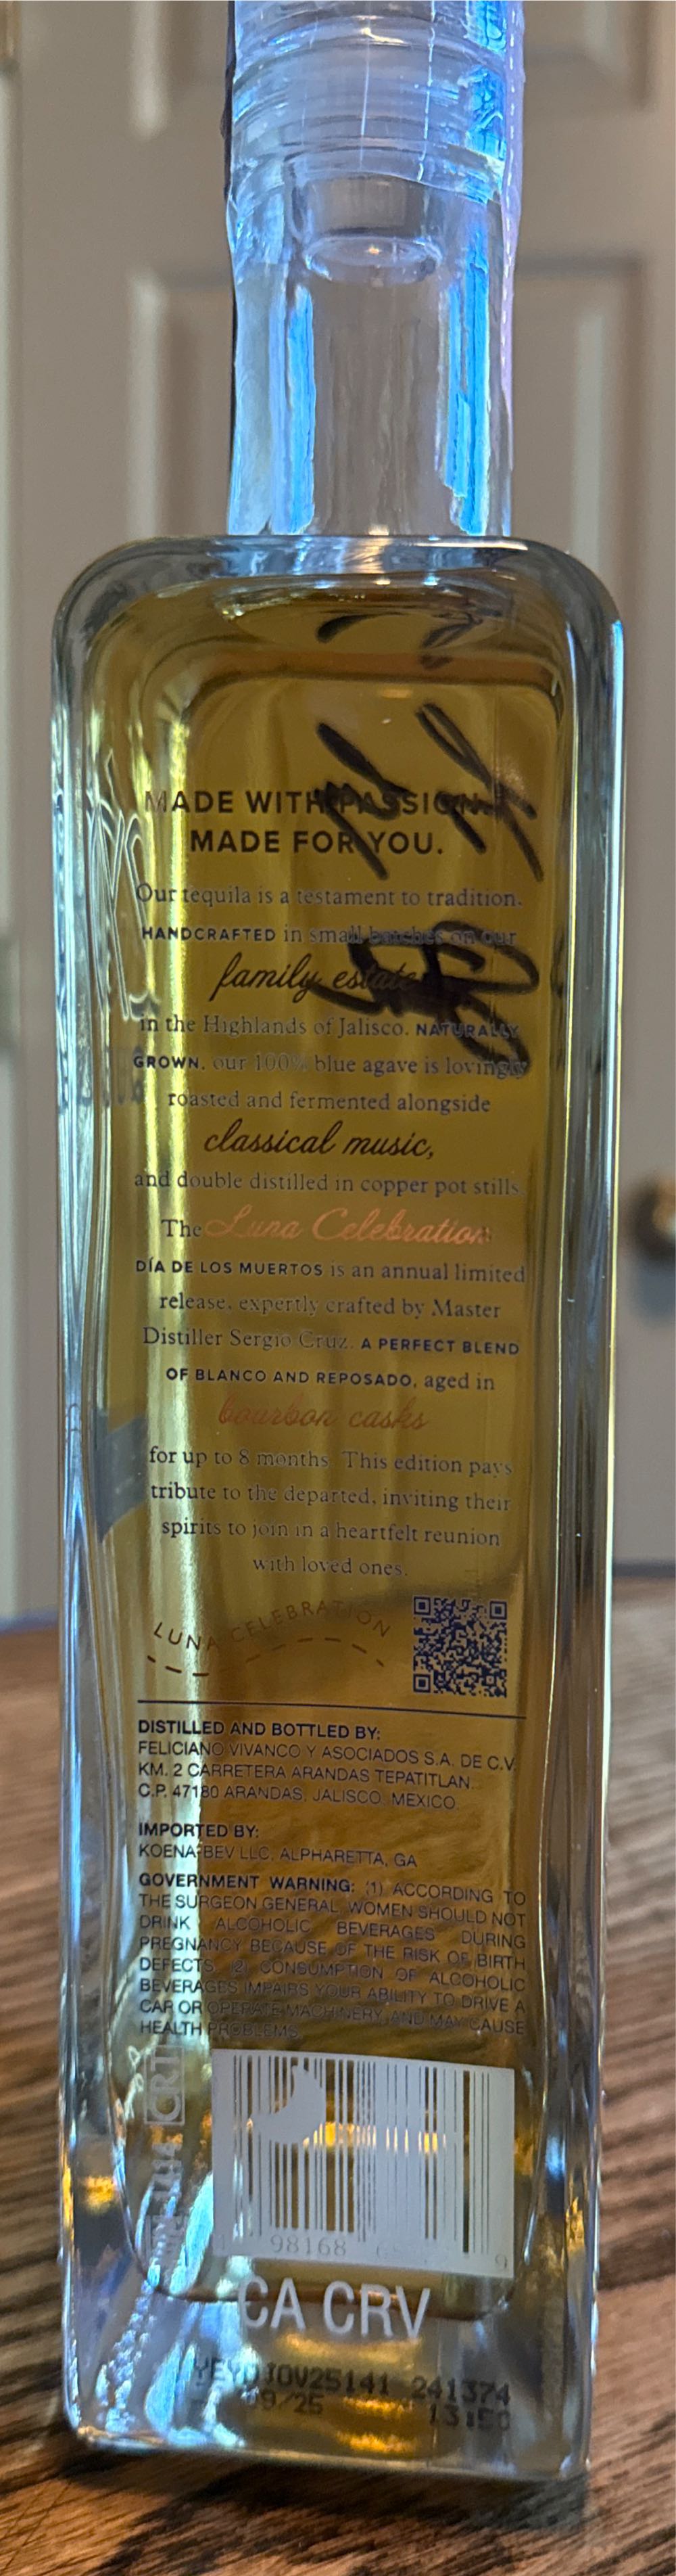 MADE WITH PASSION.
MADE FOR YOU.
Our tequila is a testament to tradition.
HANDCRAFTED in small batches on our
family estate
in the Highlands of Jalisco. NATURALLY
GROWN, our 100% blue agave is lovingly
roasted and fermented alongside
classical music,
and double distilled in copper pot stills.
The Luna Celebration
DÍA DE LOS MUERTOS is an annual limited
release, expertly crafted by Master
Distiller Sergio Cruz. A PERFECT BLEND
OF BLANCO AND REPOSADO, aged in
bourbon casks
for up to 8 months. This edition pays
tribute to the departed, inviting their
spirits to join in a heartfelt reunion
with loved ones.
LUNA CELEBRATION
DISTILLED AND BOTTLED BY:
FELICIANO VIVANCO Y ASOCIADOS S.A. DE C.V.
KM. 2 CARRETERA ARANDAS TEPATITLAN.
C.P. 47180 ARANDAS, JALISCO, MEXICO.
IMPORTED BY:
KOENA BEV LLC, ALPHARETTA, GA
GOVERNMENT WARNING: (1) ACCORDING TO
THE SURGEON GENERAL, WOMEN SHOULD NOT
DRINK ALCOHOLIC BEVERAGES DURING
PREGNANCY BECAUSE OF THE RISK OF BIRTH
DEFECTS. (2) CONSUMPTION OF ALCOHOLIC
BEVERAGES IMPAIRS YOUR ABILITY TO DRIVE A
CAR OR OPERATE MACHINERY, AND MAY CAUSE
HEALTH PROBLEMS.
CRT
98168 9
CA CRV
241374